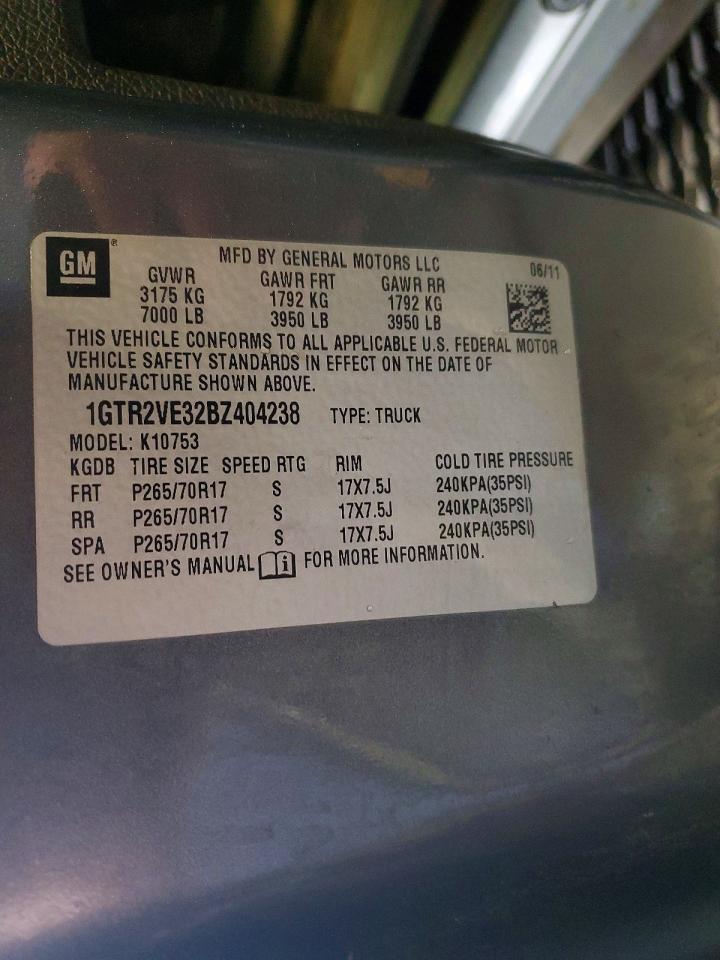 GM®
MFD BY GENERAL MOTORS LLC 06/11
GVWR GAWR FRT GAWR RR
3175 KG 1792 KG 1792 KG
7000 LB 3950 LB 3950 LB
THIS VEHICLE CONFORMS TO ALL APPLICABLE U.S. FEDERAL MOTOR
VEHICLE SAFETY STANDARDS IN EFFECT ON THE DATE OF
MANUFACTURE SHOWN ABOVE.
1GTR2VE32BZ404238 TYPE: TRUCK
MODEL: K10753
KGDB TIRE SIZE SPEED RTG RIM COLD TIRE PRESSURE
FRT P265/70R17 S 17X7.5J 240KPA(35PSI)
RR P265/70R17 S 17X7.5J 240KPA(35PSI)
SPA P265/70R17 S 17X7.5J 240KPA(35PSI)
SEE OWNER'S MANUAL i FOR MORE INFORMATION.